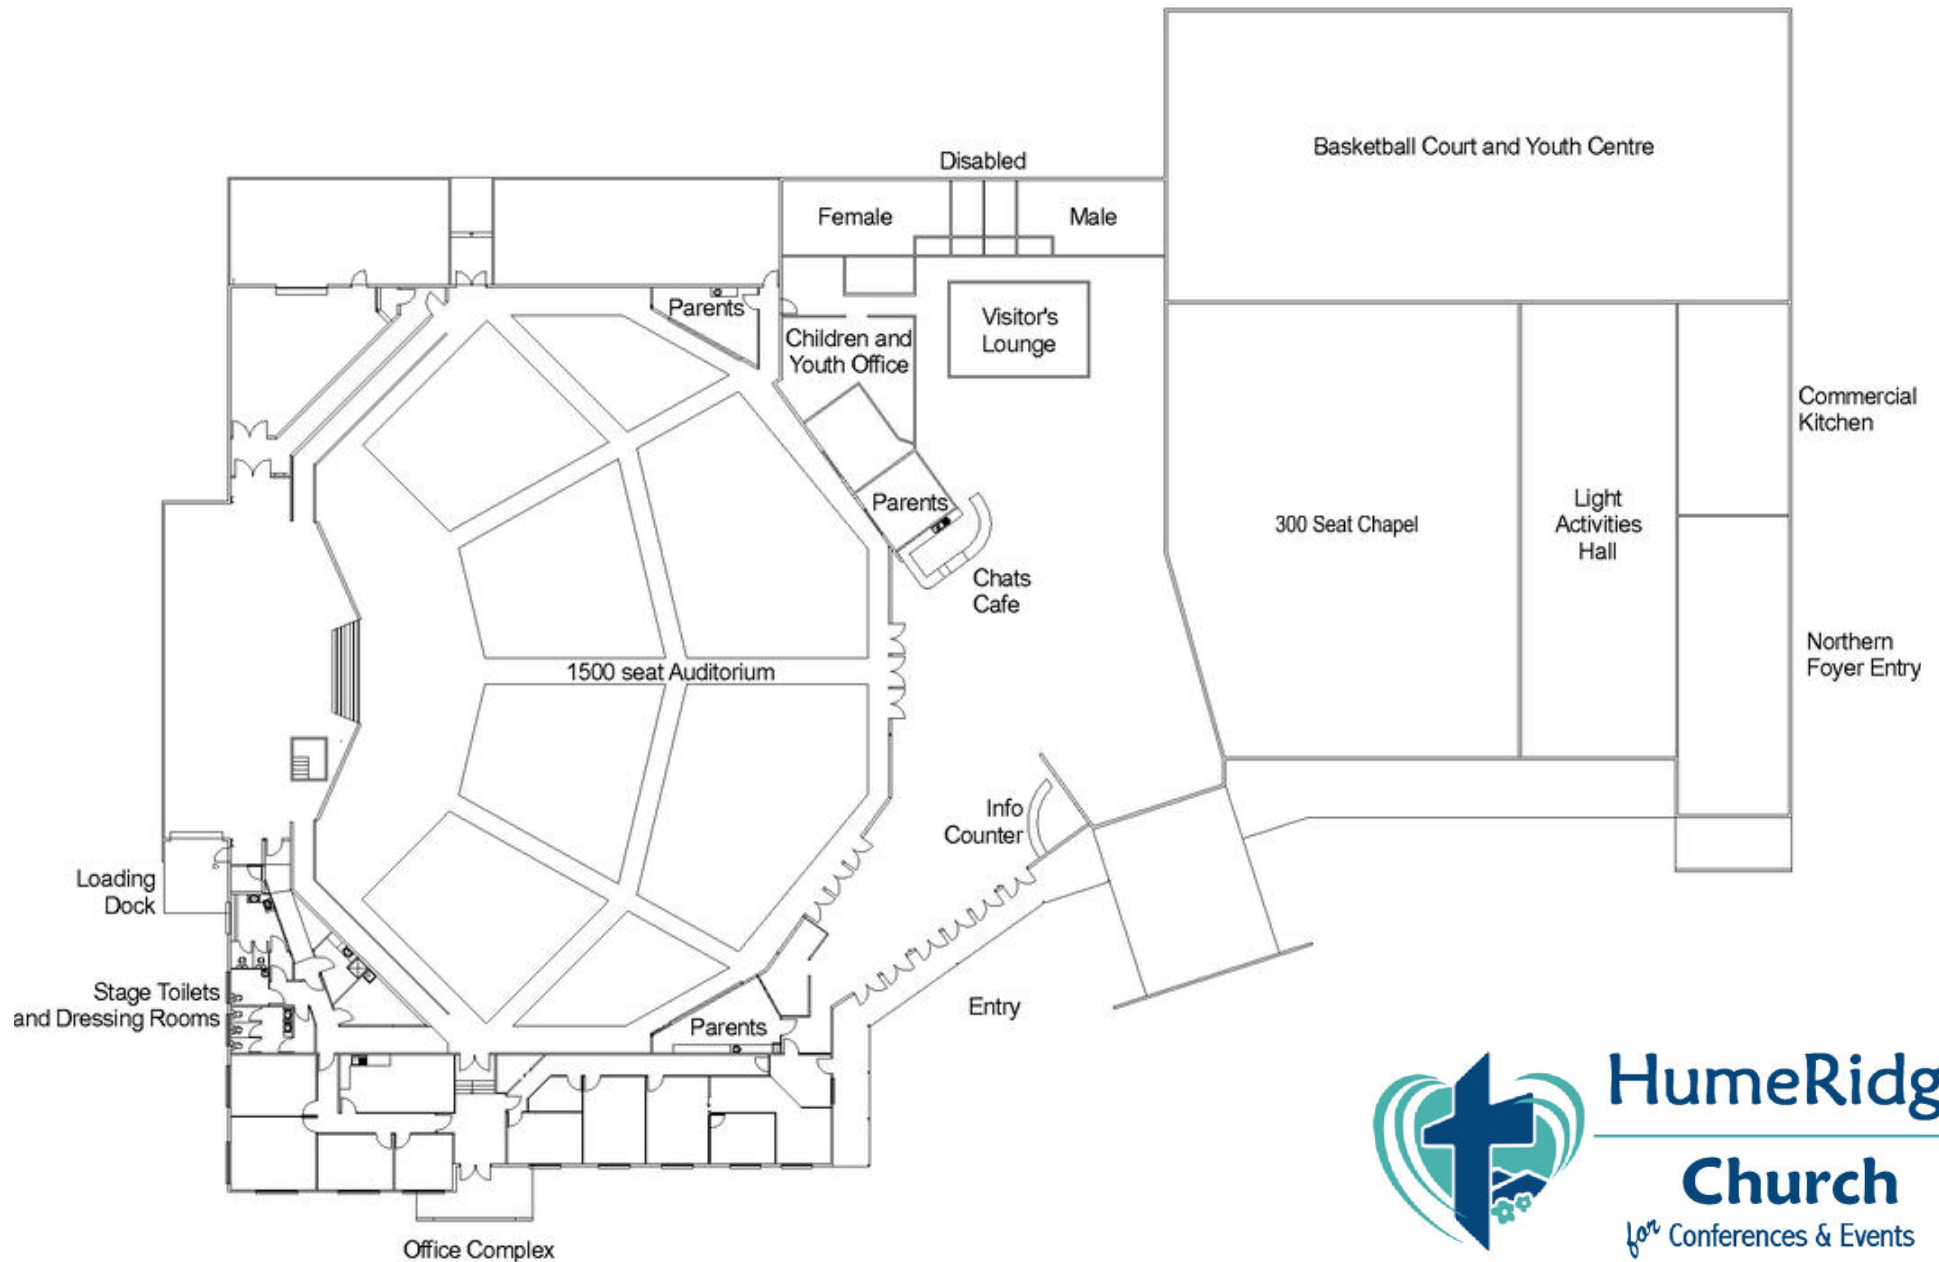 Basketball Court and Youth Centre
Disabled
Female
Male
Parents
Visitor's
Lounge
Children and
Youth Office
Commercial
Kitchen
Parents
300 Seat Chapel
Light
Activities
Hall
Chats
Cafe
Northern
Foyer Entry
1500 seat Auditorium
Info
Counter
Loading
Dock
Stage Toilets
and Dressing Rooms
Entry
Parents
Office Complex
HumeRidg
Church
for Conferences & Events